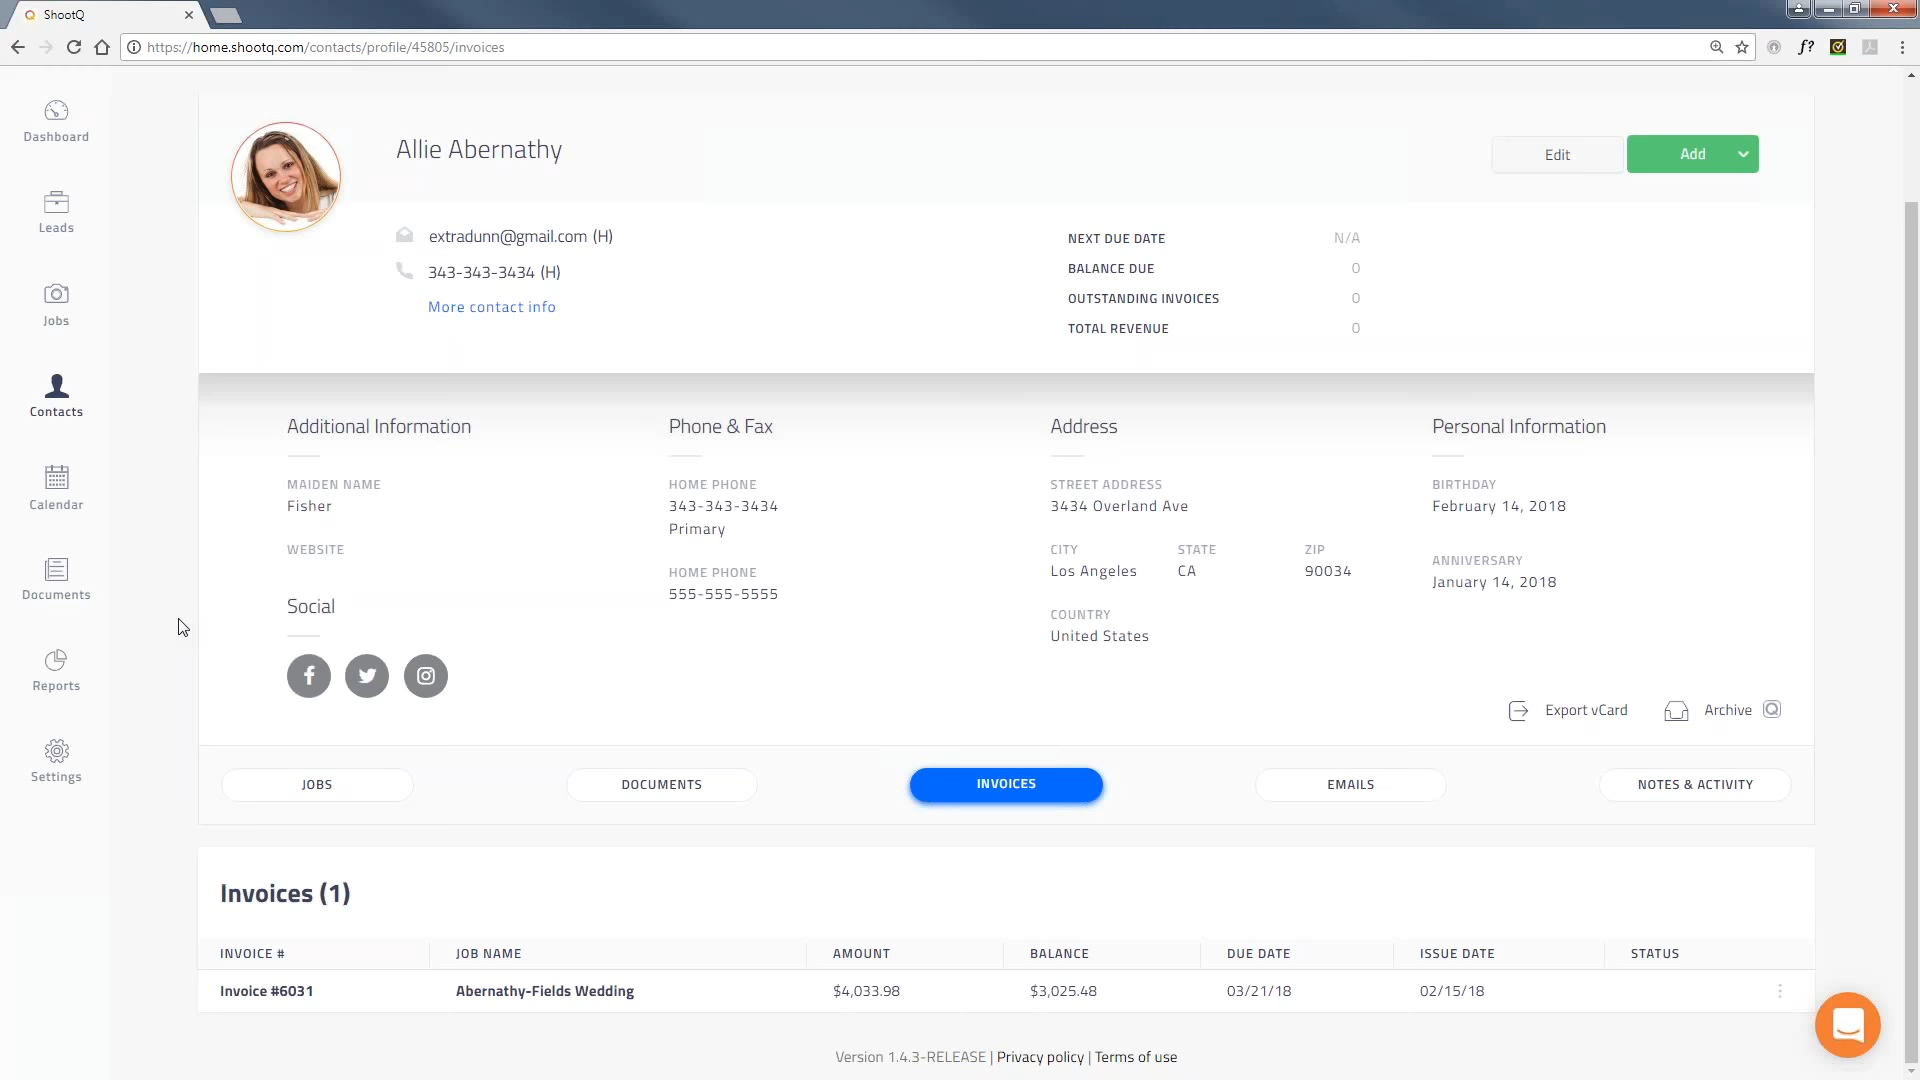 ShootQ
https://home.shootq.com/contacts/profile/45805/invoices
f?
Dashboard
Leads
Jobs
Contacts
Calendar
Documents
Reports
Settings
Allie Abernathy
Edit
Add
extradunn@gmail.com (H)
343-343-3434 (H)
More contact info
NEXT DUE DATE N/A
BALANCE DUE 0
OUTSTANDING INVOICES 0
TOTAL REVENUE 0
Additional Information
MAIDEN NAME
Fisher
WEBSITE
Social
Phone & Fax
HOME PHONE
343-343-3434
Primary
HOME PHONE
555-555-5555
Address
STREET ADDRESS
3434 Overland Ave
CITY STATE ZIP
Los Angeles CA 90034
COUNTRY
United States
Personal Information
BIRTHDAY
February 14, 2018
ANNIVERSARY
January 14, 2018
Export vCard Archive
JOBS DOCUMENTS INVOICES EMAILS NOTES & ACTIVITY
Invoices (1)
INVOICE # JOB NAME AMOUNT BALANCE DUE DATE ISSUE DATE STATUS
Invoice #6031 Abernathy-Fields Wedding $4,033.98 $3,025.48 03/21/18 02/15/18
Version 1.4.3-RELEASE | Privacy policy | Terms of use